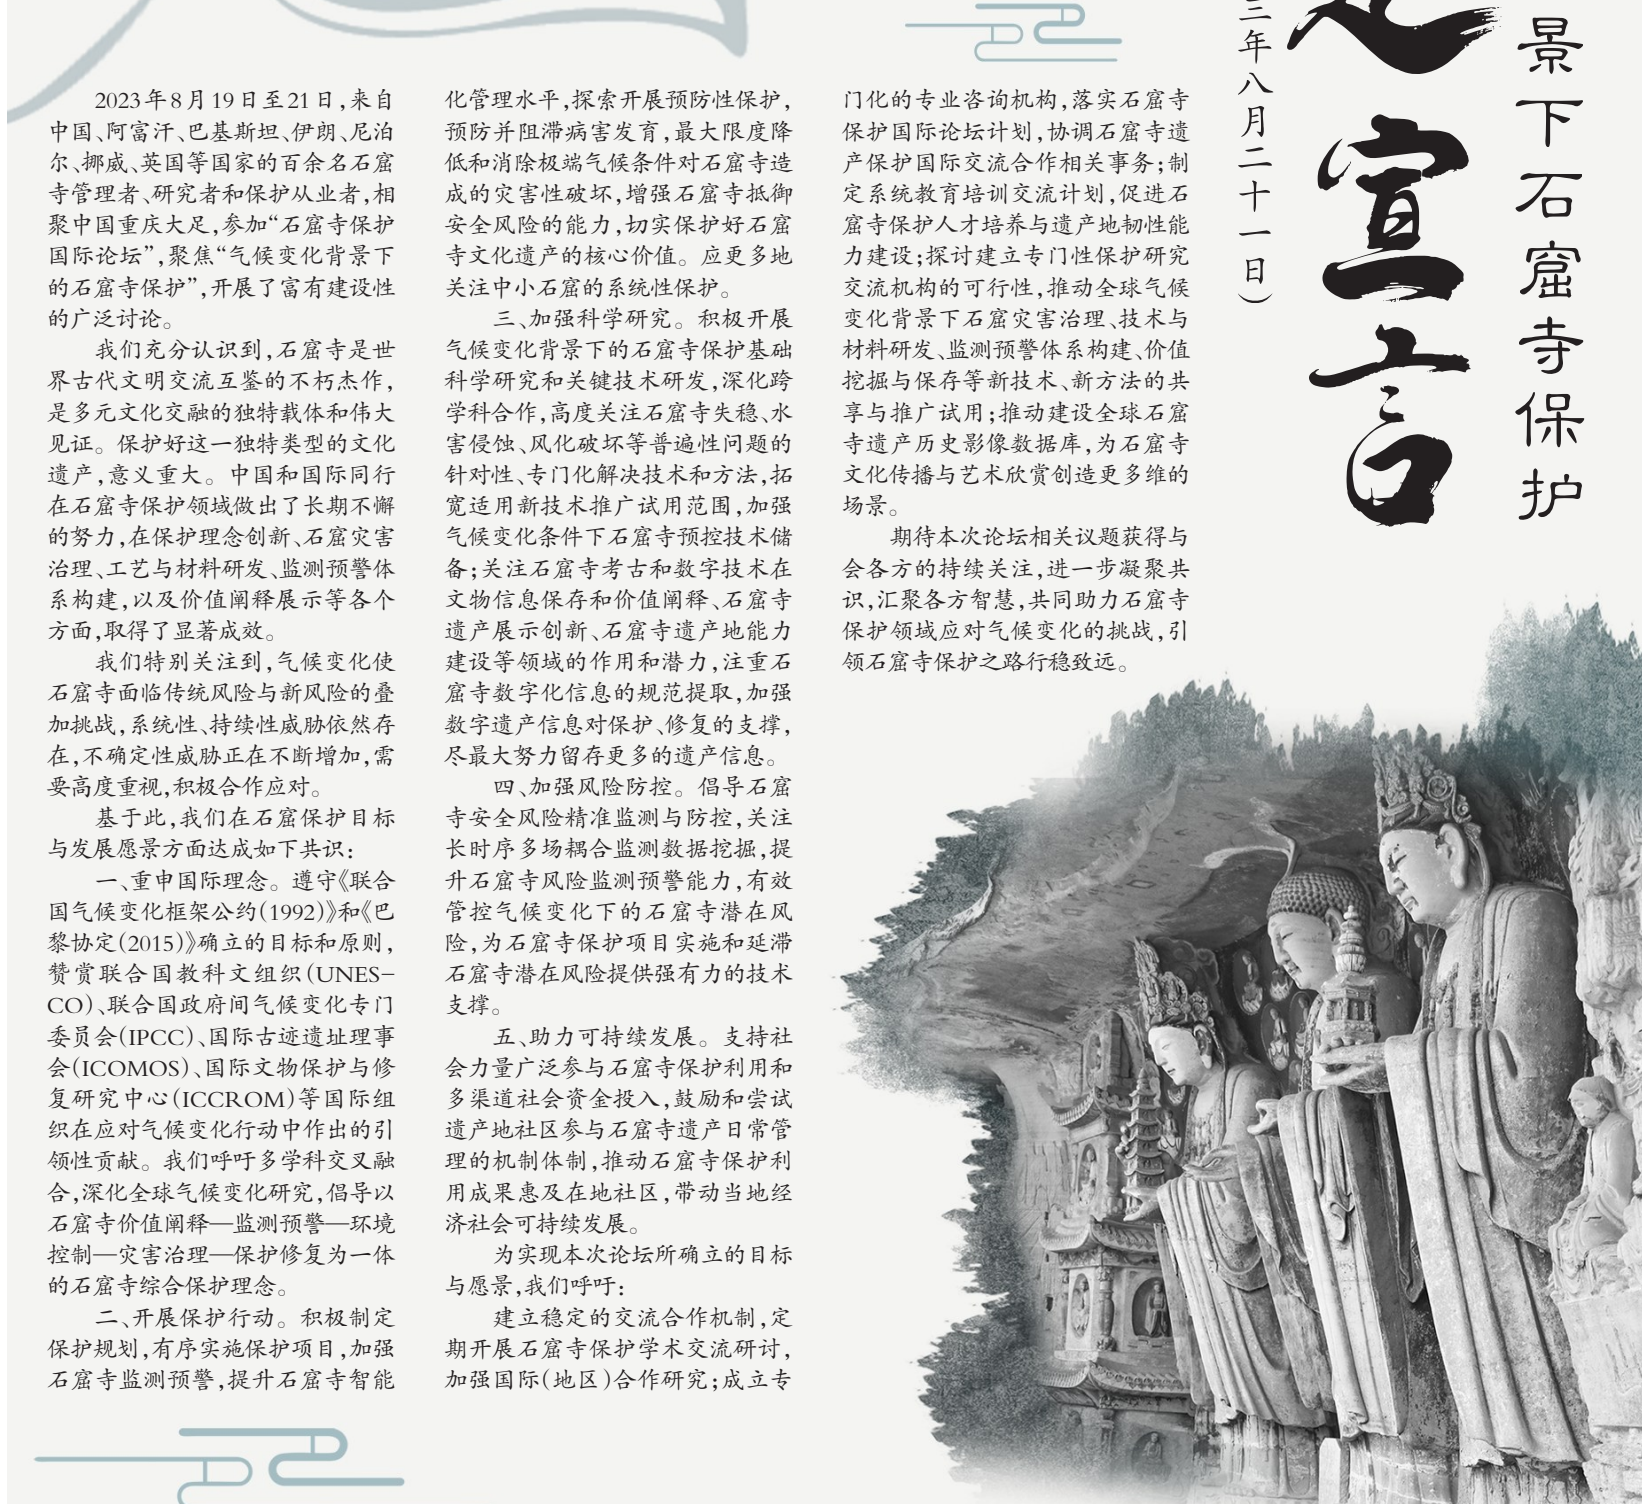 景下石窟寺保护
宣言
三年八月二十一日）
2023年8月19日至21日,来自
中国、阿富汗、巴基斯坦、伊朗、尼泊
尔、挪威、英国等国家的百余名石窟
寺管理者、研究者和保护从业者,相
聚中国重庆大足,参加“石窟寺保护
国际论坛”,聚焦“气候变化背景下
的石窟寺保护”,开展了富有建设性
的广泛讨论。
我们充分认识到,石窟寺是世
界古代文明交流互鉴的不朽杰作,
是多元文化交融的独特载体和伟大
见证。保护好这一独特类型的文化
遗产,意义重大。中国和国际同行
在石窟寺保护领域做出了长期不懈
的努力,在保护理念创新、石窟灾害
治理、工艺与材料研发、监测预警体
系构建,以及价值阐释展示等各个
方面,取得了显著成效。
我们特别关注到,气候变化使
石窟寺面临传统风险与新风险的叠
加挑战,系统性、持续性威胁依然存
在,不确定性威胁正在不断增加,需
要高度重视,积极合作应对。
基于此,我们在石窟保护目标
与发展愿景方面达成如下共识:
一、重申国际理念。遵守《联合
国气候变化框架公约(1992)》和《巴
黎协定(2015)》确立的目标和原则,
赞赏联合国教科文组织(UNES-
CO)、联合国政府间气候变化专门
委员会(IPCC)、国际古迹遗址理事
会(ICOMOS)、国际文物保护与修
复研究中心(ICCROM)等国际组
织在应对气候变化行动中作出的引
领性贡献。我们呼吁多学科交叉融
合,深化全球气候变化研究,倡导以
石窟寺价值阐释—监测预警—环境
控制—灾害治理—保护修复为一体
的石窟寺综合保护理念。
二、开展保护行动。积极制定
保护规划,有序实施保护项目,加强
石窟寺监测预警,提升石窟寺智能
化管理水平,探索开展预防性保护,
预防并阻滞病害发育,最大限度降
低和消除极端气候条件对石窟寺造
成的灾害性破坏,增强石窟寺抵御
安全风险的能力,切实保护好石窟
寺文化遗产的核心价值。应更多地
关注中小石窟的系统性保护。
三、加强科学研究。积极开展
气候变化背景下的石窟寺保护基础
科学研究和关键技术研发,深化跨
学科合作,高度关注石窟寺失稳、水
害侵蚀、风化破坏等普遍性问题的
针对性、专门化解决技术和方法,拓
宽适用新技术推广试用范围,加强
气候变化条件下石窟寺预控技术储
备;关注石窟寺考古和数字技术在
文物信息保存和价值阐释、石窟寺
遗产展示创新、石窟寺遗产地能力
建设等领域的作用和潜力,注重石
窟寺数字化信息的规范提取,加强
数字遗产信息对保护、修复的支撑,
尽最大努力留存更多的遗产信息。
四、加强风险防控。倡导石窟
寺安全风险精准监测与防控,关注
长时序多场耦合监测数据挖掘,提
升石窟寺风险监测预警能力,有效
管控气候变化下的石窟寺潜在风
险,为石窟寺保护项目实施和延滞
石窟寺潜在风险提供强有力的技术
支撑。
五、助力可持续发展。支持社
会力量广泛参与石窟寺保护利用和
多渠道社会资金投入,鼓励和尝试
遗产地社区参与石窟寺遗产日常管
理的机制体制,推动石窟寺保护利
用成果惠及在地社区,带动当地经
济社会可持续发展。
为实现本次论坛所确立的目标
与愿景,我们呼吁:
建立稳定的交流合作机制,定
期开展石窟寺保护学术交流研讨,
加强国际(地区)合作研究;成立专
门化的专业咨询机构,落实石窟寺
保护国际论坛计划,协调石窟寺遗
产保护国际交流合作相关事务;制
定系统教育培训交流计划,促进石
窟寺保护人才培养与遗产地韧性能
力建设;探讨建立专门性保护研究
交流机构的可行性,推动全球气候
变化背景下石窟灾害治理、技术与
材料研发、监测预警体系构建、价值
挖掘与保存等新技术、新方法的共
享与推广试用;推动建设全球石窟
寺遗产历史影像数据库,为石窟寺
文化传播与艺术欣赏创造更多维的
场景。
期待本次论坛相关议题获得与
会各方的持续关注,进一步凝聚共
识,汇聚各方智慧,共同助力石窟寺
保护领域应对气候变化的挑战,引
领石窟寺保护之路行稳致远。